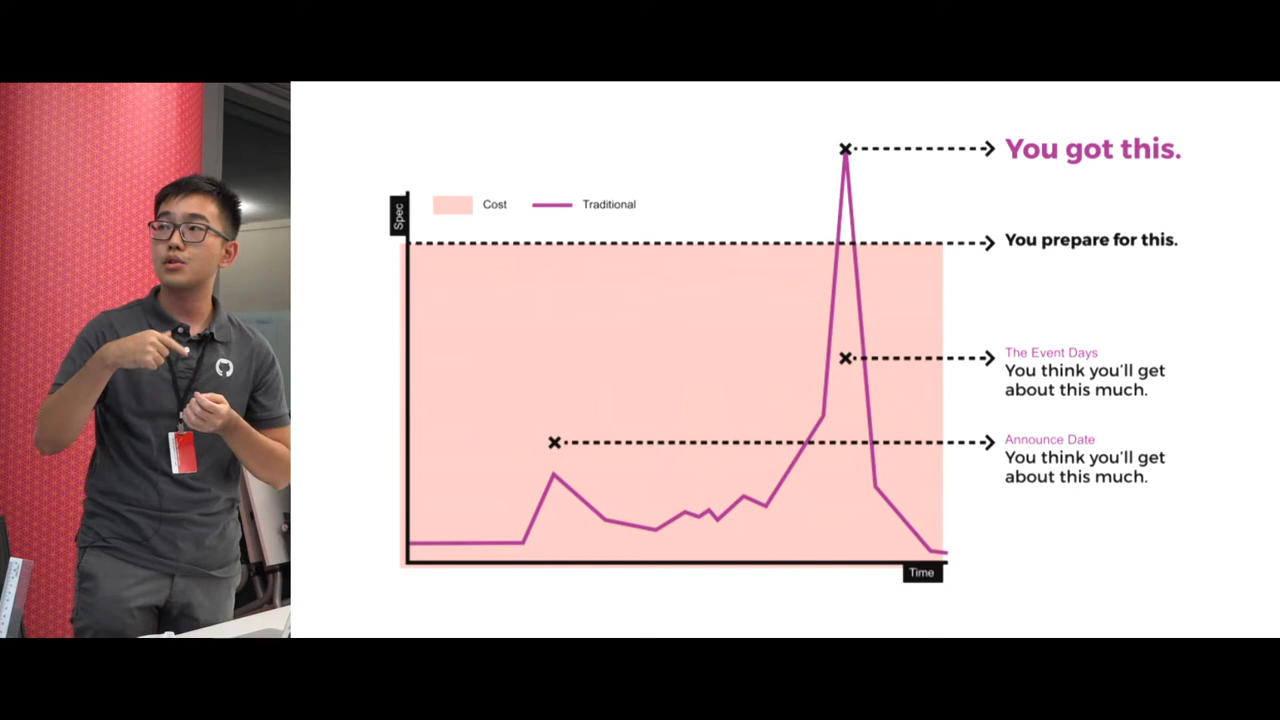 You got this.
Spec
Cost
Traditional
You prepare for this.
The Event Days
You think you'll get
about this much.
Announce Date
You think you'll get
about this much.
Time